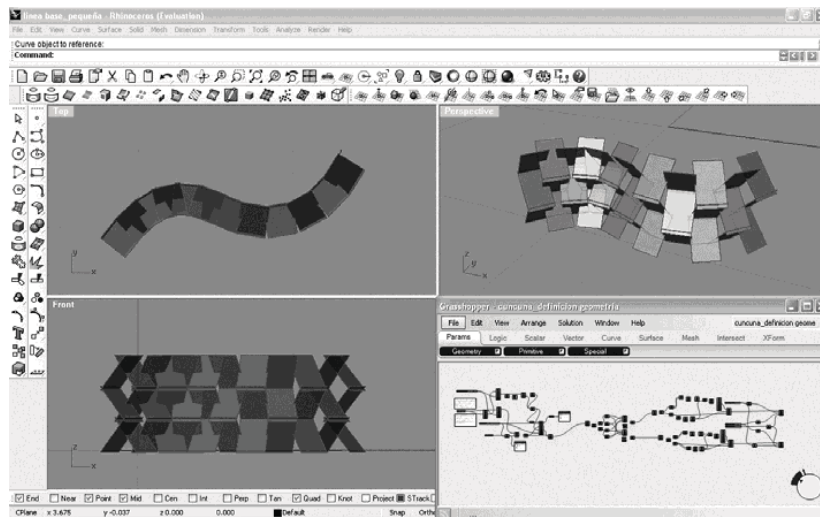 linea base_pequeña - Rhinoceros (Evaluation)
File Edit View Curve Surface Solid Mesh Dimension Transform Tools Analyze Render Help
Curve object to reference:
Command:
Top
Perspective
y
x
z
y
x
Front
z
x
Grasshopper - cuncuna_definicion geometria
File Edit View Arrange Solution Window Help cuncuna_definicion geome
Params Logic Scalar Vector Curve Surface Mesh Intersect XForm
Geometry Primitive Special
End Near Point Mid Cen Int Perp Tan Quad Knot Project STrack
CPlane x 3.675 y -0.037 z 0.000 0.000 Default Snap Ortho